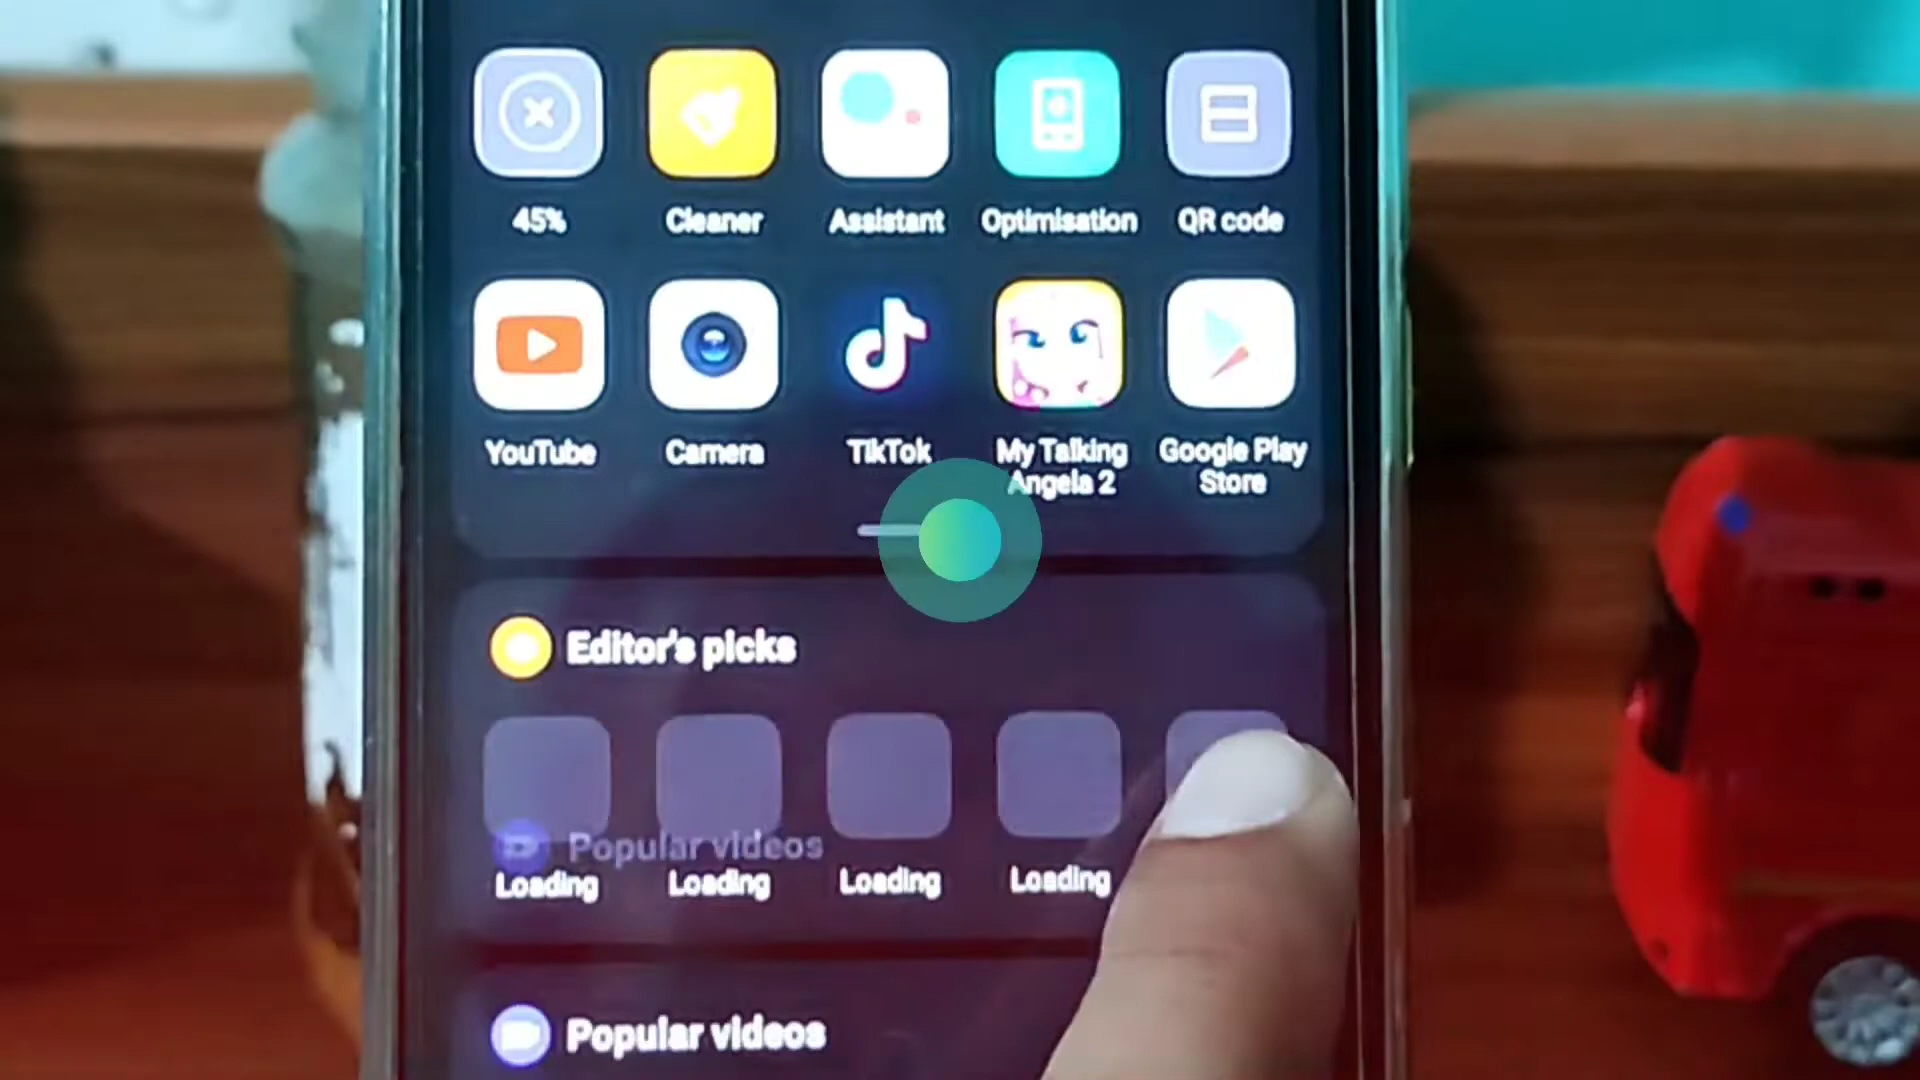 45% Cleaner Assistant Optimisation QR code
YouTube Camera TikTok My Talking Google Play
Angela 2 Store
Editor's picks
Popular videos
Loading Loading Loading Loading
Popular videos